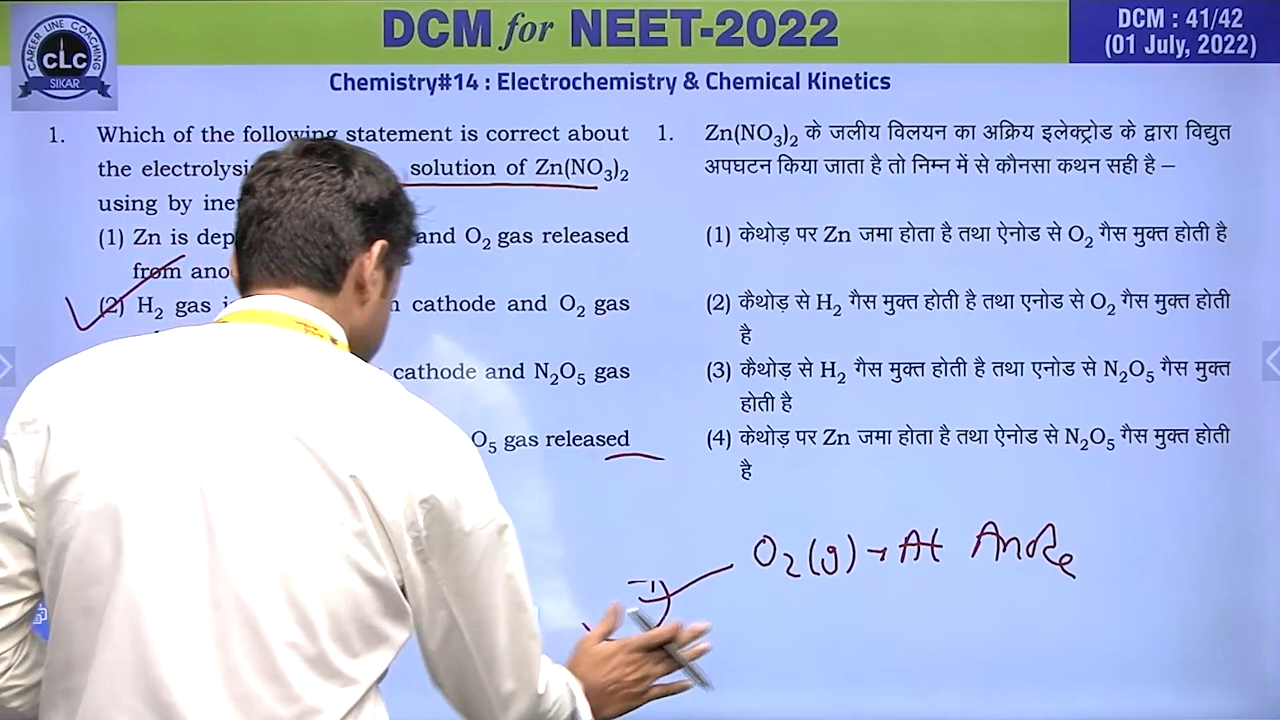 DCM for NEET-2022
DCM : 41/42
(01 July, 2022)
CAREER LINE COACHING
CLC
SIKAR
Chemistry#14 : Electrochemistry & Chemical Kinetics
1. Which of the following statement is correct about
the solution of Zn(NO₃)₂
using by
(1) Zn is and O₂ gas released
from
(2) H₂ gas cathode and O₂ gas
cathode and N₂O₅ gas
O₅ gas released
1. Zn(NO₃)₂ के जलीय विलयन का अक्रिय इलेक्ट्रोड के द्वारा विद्युत
अपघटन किया जाता है तो निम्न में से कौनसा कथन सही है –
(1) केथोड़ पर Zn जमा होता है तथा ऐनोड से O₂ गैस मुक्त होती है
(2) कैथोड़ से H₂ गैस मुक्त होती है तथा एनोड से O₂ गैस मुक्त होती
है
(3) कैथोड़ से H₂ गैस मुक्त होती है तथा एनोड से N₂O₅ गैस मुक्त
होती है
(4) केथोड़ पर Zn जमा होता है तथा ऐनोड से N₂O₅ गैस मुक्त होती
है
O₂(g) → At Anode